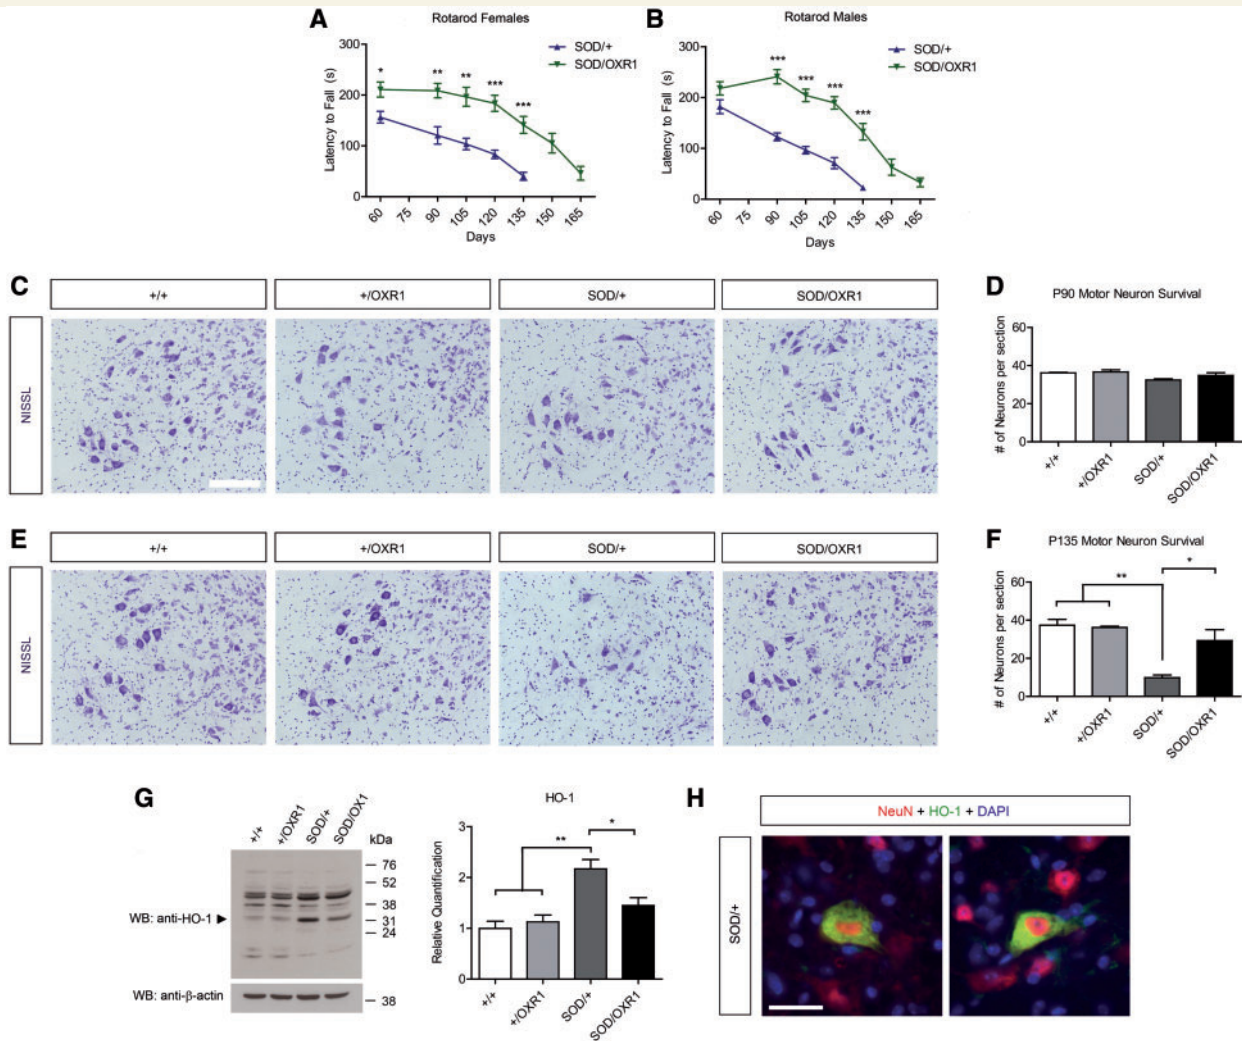 A
Rotarod Females
SOD/+
SOD/OXR1
Latency to Fall (s)
300
200
100
0
*
**
**
***
***
60
75
90
105
120
135
150
165
Days
B
Rotarod Males
SOD/+
SOD/OXR1
Latency to Fall (s)
300
200
100
0
***
***
***
***
60
75
90
105
120
135
150
165
Days
C
+/+
+/OXR1
SOD/+
SOD/OXR1
NISSL
D
P90 Motor Neuron Survival
# of Neurons per section
60
40
20
0
+/+
+/OXR1
SOD/+
SOD/OXR1
E
+/+
+/OXR1
SOD/+
SOD/OXR1
NISSL
F
P135 Motor Neuron Survival
# of Neurons per section
60
40
20
0
**
*
+/+
+/OXR1
SOD/+
SOD/OXR1
G
+/+
+/OXR1
SOD/+
SOD/OX1
kDa
76
52
38
31
24
WB: anti-HO-1
WB: anti-β-actin
38
HO-1
Relative Quantification
3
2
1
0
**
*
+/+
+/OXR1
SOD/+
SOD/OXR1
H
NeuN + HO-1 + DAPI
SOD/+